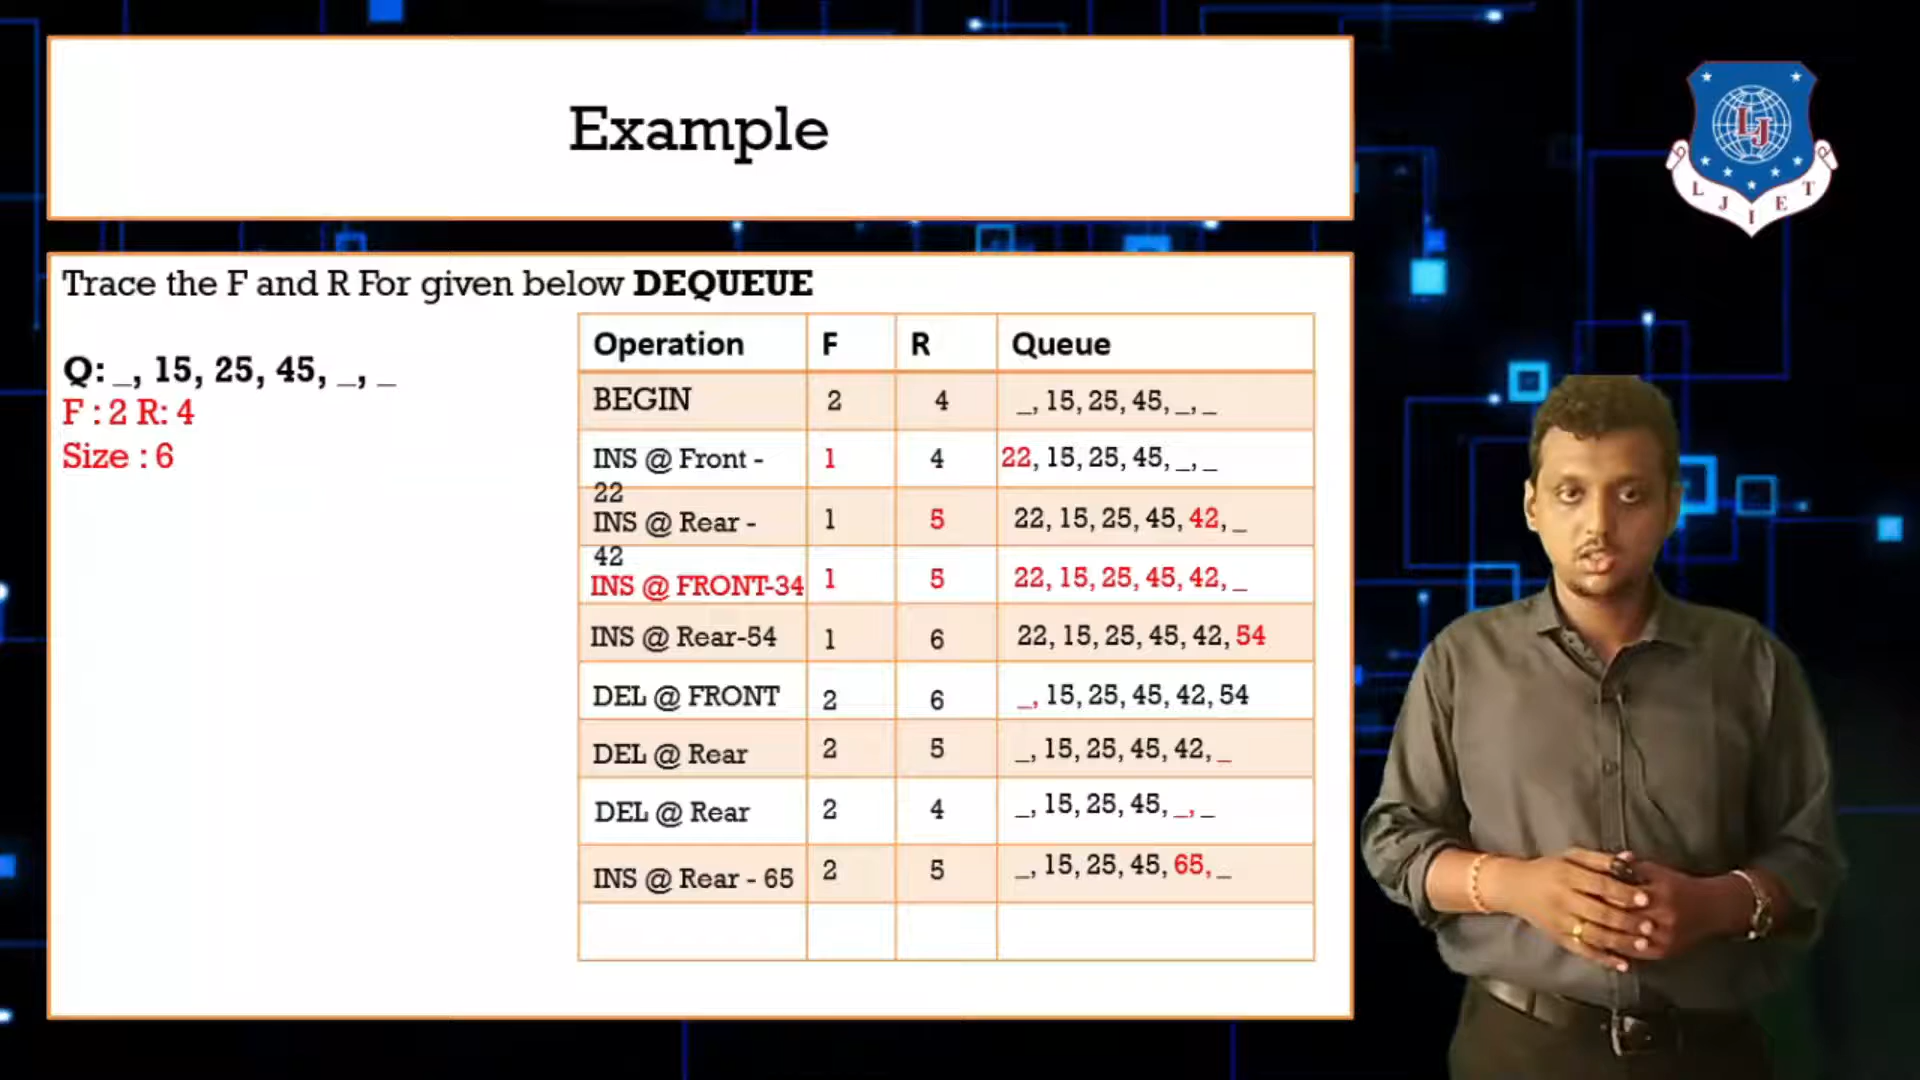 Example
LJ
L J I E T
Trace the F and R For given below DEQUEUE
Q: _, 15, 25, 45, _, _
F : 2 R: 4
Size : 6
Operation F R Queue
BEGIN 2 4 _, 15, 25, 45, _, _
INS @ Front - 22 1 4 22, 15, 25, 45, _, _
INS @ Rear - 42 1 5 22, 15, 25, 45, 42, _
INS @ FRONT-34 1 5 22, 15, 25, 45, 42, _
INS @ Rear-54 1 6 22, 15, 25, 45, 42, 54
DEL @ FRONT 2 6 _, 15, 25, 45, 42, 54
DEL @ Rear 2 5 _, 15, 25, 45, 42, _
DEL @ Rear 2 4 _, 15, 25, 45, _, _
INS @ Rear - 65 2 5 _, 15, 25, 45, 65, _